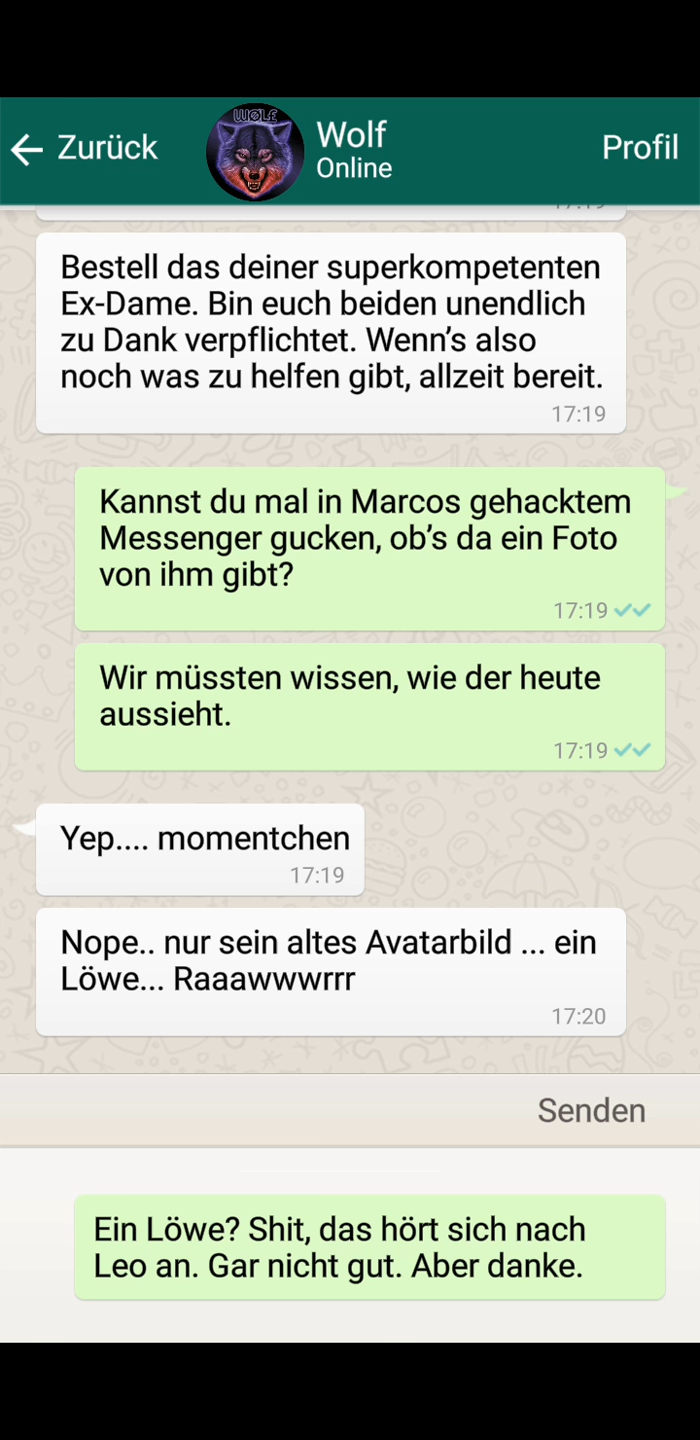 WØLF
← Zurück
Wolf
Online
Profil
17:19
Bestell das deiner superkompetenten
Ex-Dame. Bin euch beiden unendlich
zu Dank verpflichtet. Wenn’s also
noch was zu helfen gibt, allzeit bereit.
17:19
Kannst du mal in Marcos gehacktem
Messenger gucken, ob’s da ein Foto
von ihm gibt?
17:19
Wir müssten wissen, wie der heute
aussieht.
17:19
Yep.... momentchen
17:19
Nope.. nur sein altes Avatarbild ... ein
Löwe... Raaawwwrrr
17:20
Senden
Ein Löwe? Shit, das hört sich nach
Leo an. Gar nicht gut. Aber danke.